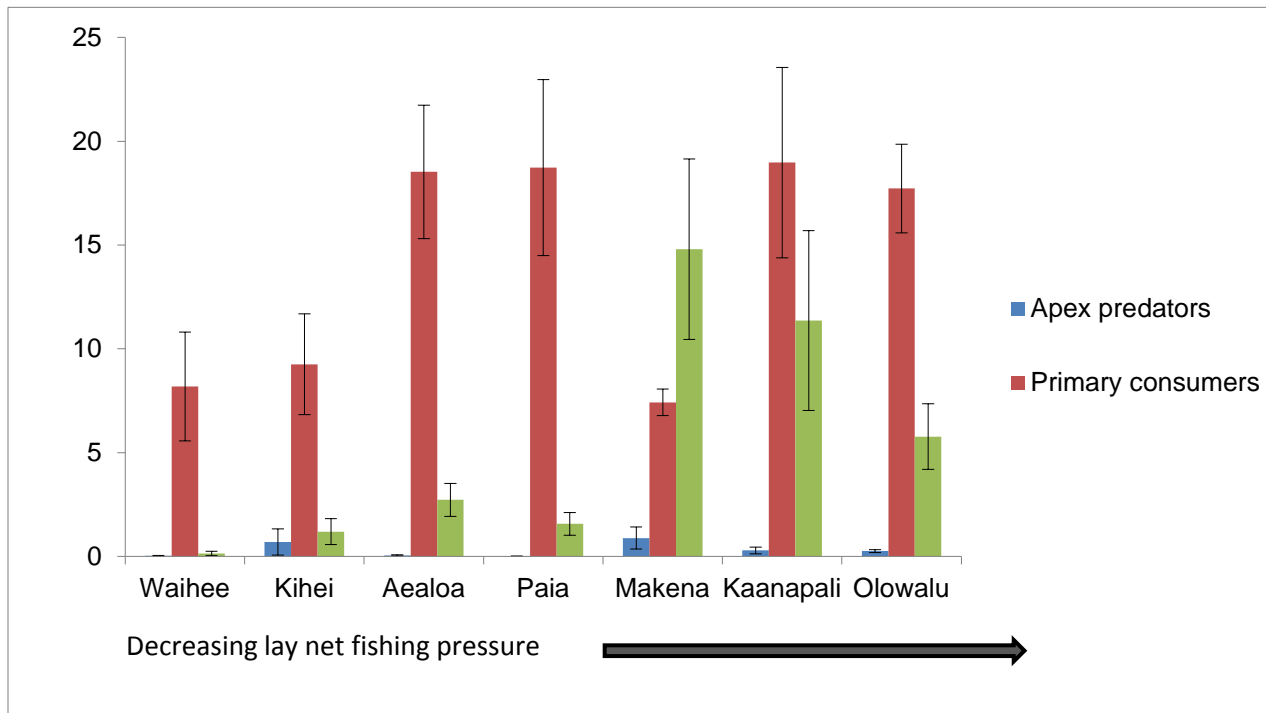 25
20
15
10
5
0
Waihee Kihei Aealoa Paia Makena Kaanapali Olowalu
Apex predators
Primary consumers
Decreasing lay net fishing pressure